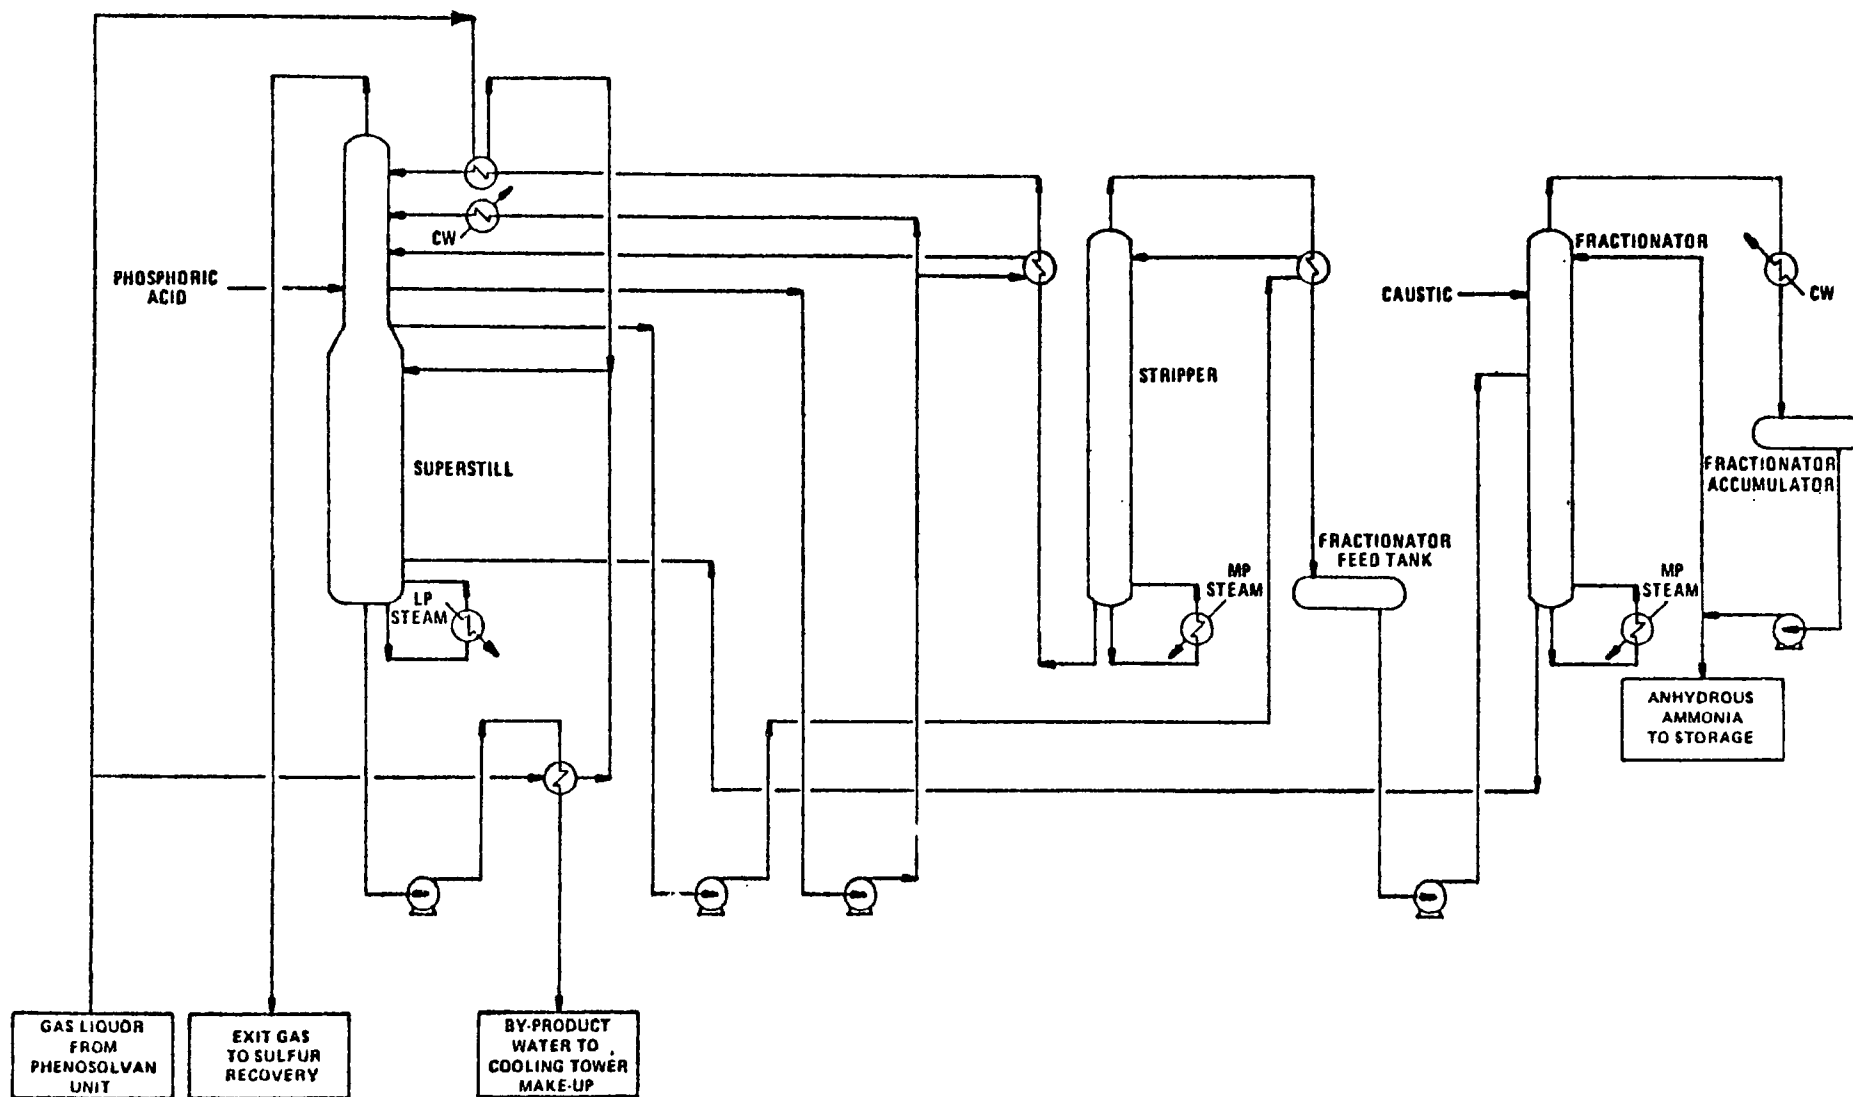 CW
PHOSPHORIC
ACID
SUPERSTILL
LP
STEAM
STRIPPER
MP
STEAM
FRACTIONATOR
FEED TANK
FRACTIONATOR
CAUSTIC
CW
FRACTIONATOR
ACCUMULATOR
MP
STEAM
ANHYDROUS
AMMONIA
TO STORAGE
GAS LIQUOR
FROM
PHENOSOLVAN
UNIT
EXIT GAS
TO SULFUR
RECOVERY
BY-PRODUCT
WATER TO
COOLING TOWER
MAKE-UP